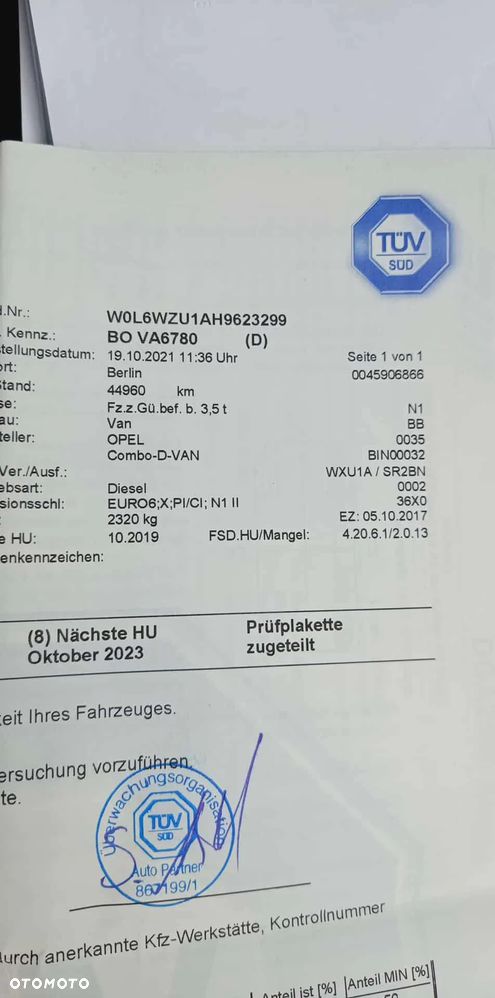 TÜV
SÜD
d.Nr.: W0L6WZU1AH9623299
. Kennz.: BO VA6780 (D)
stellungsdatum: 19.10.2021 11:36 Uhr Seite 1 von 1
ort: Berlin 0045906866
Stand: 44960 km
se: Fz.z.Gü.bef. b. 3,5 t N1
au: Van BB
teller: OPEL 0035
Combo-D-VAN BIN00032
Ver./Ausf.: WXU1A / SR2BN
ebsart: Diesel 0002
sionsschl: EURO6;X;PI/CI; N1 II 36X0
: 2320 kg EZ: 05.10.2017
e HU: 10.2019 FSD.HU/Mangel: 4.20.6.1/2.0.13
enkennzeichen:
(8) Nächste HU Prüfplakette
Oktober 2023 zugeteilt
keit Ihres Fahrzeuges.
ersuchung vorzuführen.
te.
Überwachungsorganisation
TÜV
SÜD
Auto Partner
867199/1
durch anerkannte Kfz-Werkstätte, Kontrollnummer
Anteil ist [%] Anteil MIN [%]
50
OTOMOTO